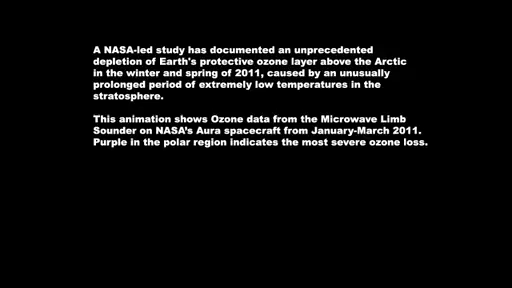 A NASA-led study has documented an unprecedented
depletion of Earth's protective ozone layer above the Arctic
in the winter and spring of 2011, caused by an unusually
prolonged period of extremely low temperatures in the
stratosphere.
This animation shows Ozone data from the Microwave Limb
Sounder on NASA's Aura spacecraft from January-March 2011.
Purple in the polar region indicates the most severe ozone loss.